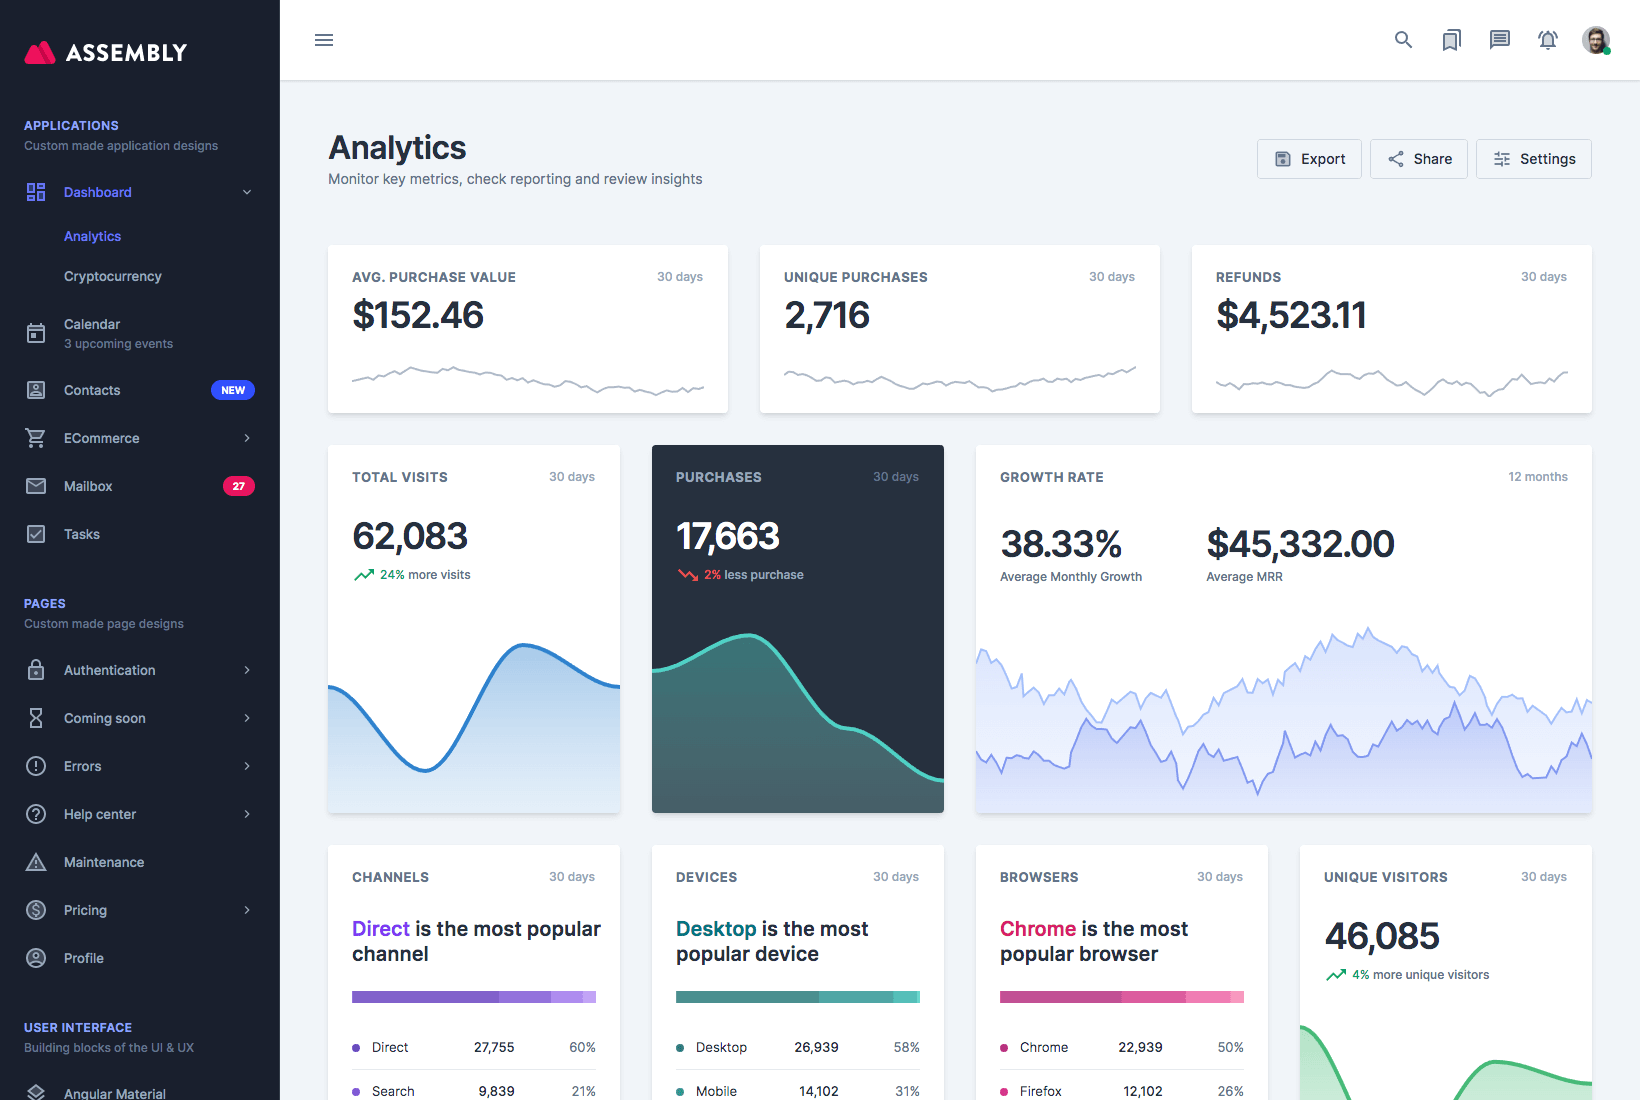 ASSEMBLY
APPLICATIONS
Custom made application designs
Dashboard
Analytics
Cryptocurrency
Calendar
3 upcoming events
Contacts
NEW
ECommerce
Mailbox
27
Tasks
PAGES
Custom made page designs
Authentication
Coming soon
Errors
Help center
Maintenance
Pricing
Profile
USER INTERFACE
Building blocks of the UI & UX
Angular Material
Analytics
Monitor key metrics, check reporting and review insights
Export
Share
Settings
AVG. PURCHASE VALUE
30 days
$152.46
UNIQUE PURCHASES
30 days
2,716
REFUNDS
30 days
$4,523.11
TOTAL VISITS
30 days
62,083
24% more visits
PURCHASES
30 days
17,663
2% less purchase
GROWTH RATE
12 months
38.33%
Average Monthly Growth
$45,332.00
Average MRR
CHANNELS
30 days
Direct is the most popular
channel
Direct 27,755 60%
Search 9,839 21%
DEVICES
30 days
Desktop is the most
popular device
Desktop 26,939 58%
Mobile 14,102 31%
BROWSERS
30 days
Chrome is the most
popular browser
Chrome 22,939 50%
Firefox 12,102 26%
UNIQUE VISITORS
30 days
46,085
4% more unique visitors